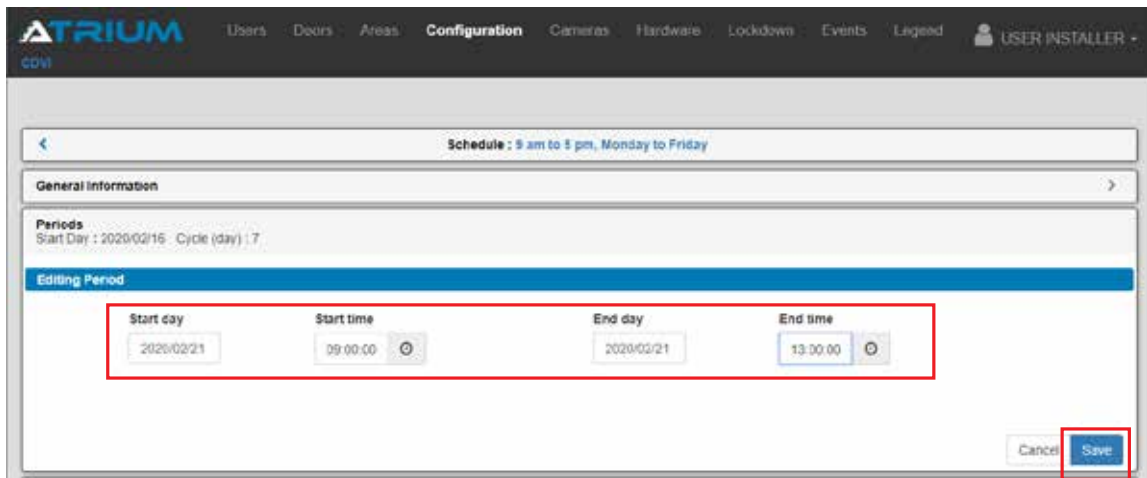 ATRIUM
CDVI
Users Doors Areas Configuration Cameras Hardware Lockdown Events Legend USER INSTALLER
Schedule : 9 am to 5 pm, Monday to Friday
General Information
Periods
Start Day : 2020/02/16 Cycle (day) : 7
Editing Period
Start day Start time End day End time
2020/02/21 09:00:00 2020/02/21 13:00:00
Cancel Save